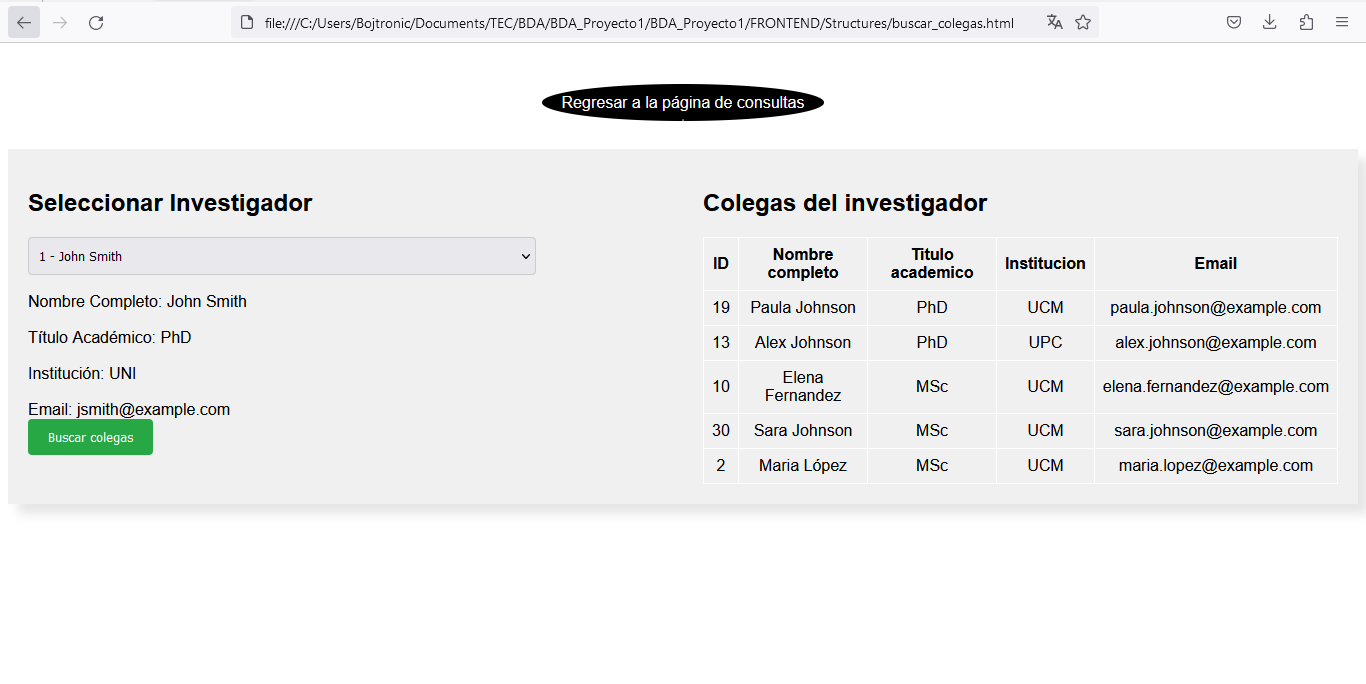 file:///C:/Users/Bojtronic/Documents/TEC/BDA/BDA_Proyecto1/BDA_Proyecto1/FRONTEND/Structures/buscar_colegas.html
Regresar a la página de consultas
Seleccionar Investigador
1 - John Smith
Nombre Completo: John Smith
Título Académico: PhD
Institución: UNI
Email: jsmith@example.com
Buscar colegas
Colegas del investigador
ID Nombre completo Titulo academico Institucion Email
19 Paula Johnson PhD UCM paula.johnson@example.com
13 Alex Johnson PhD UPC alex.johnson@example.com
10 Elena Fernandez MSc UCM elena.fernandez@example.com
30 Sara Johnson MSc UCM sara.johnson@example.com
2 Maria López MSc UCM maria.lopez@example.com